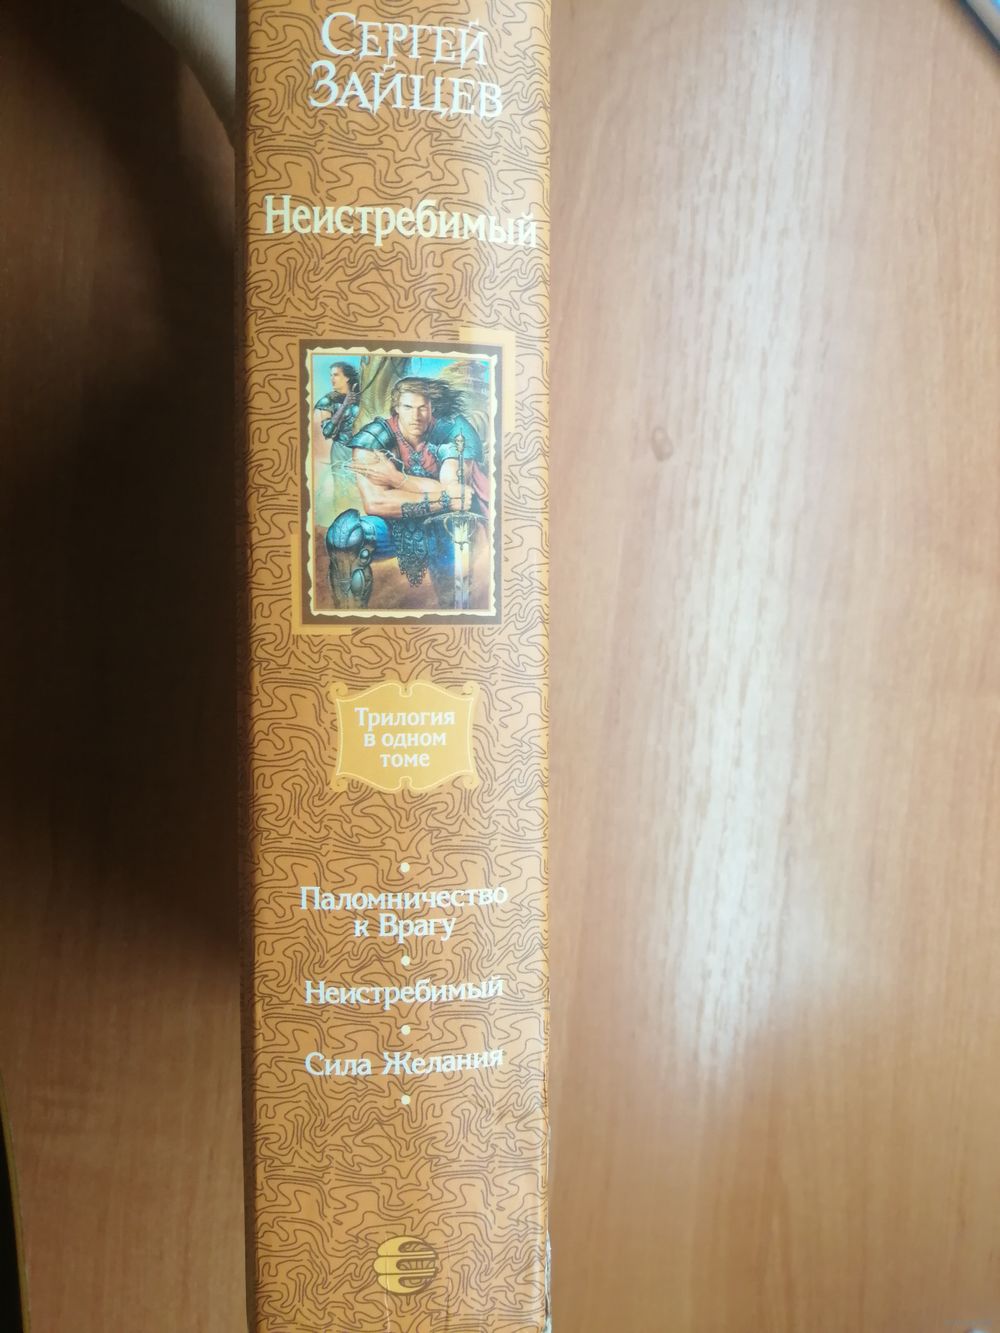 Сергей
Зайцев
Неистребимый
Трилогия
в одном
томе
Паломничество
к Врагу
Неистребимый
Сила Желания